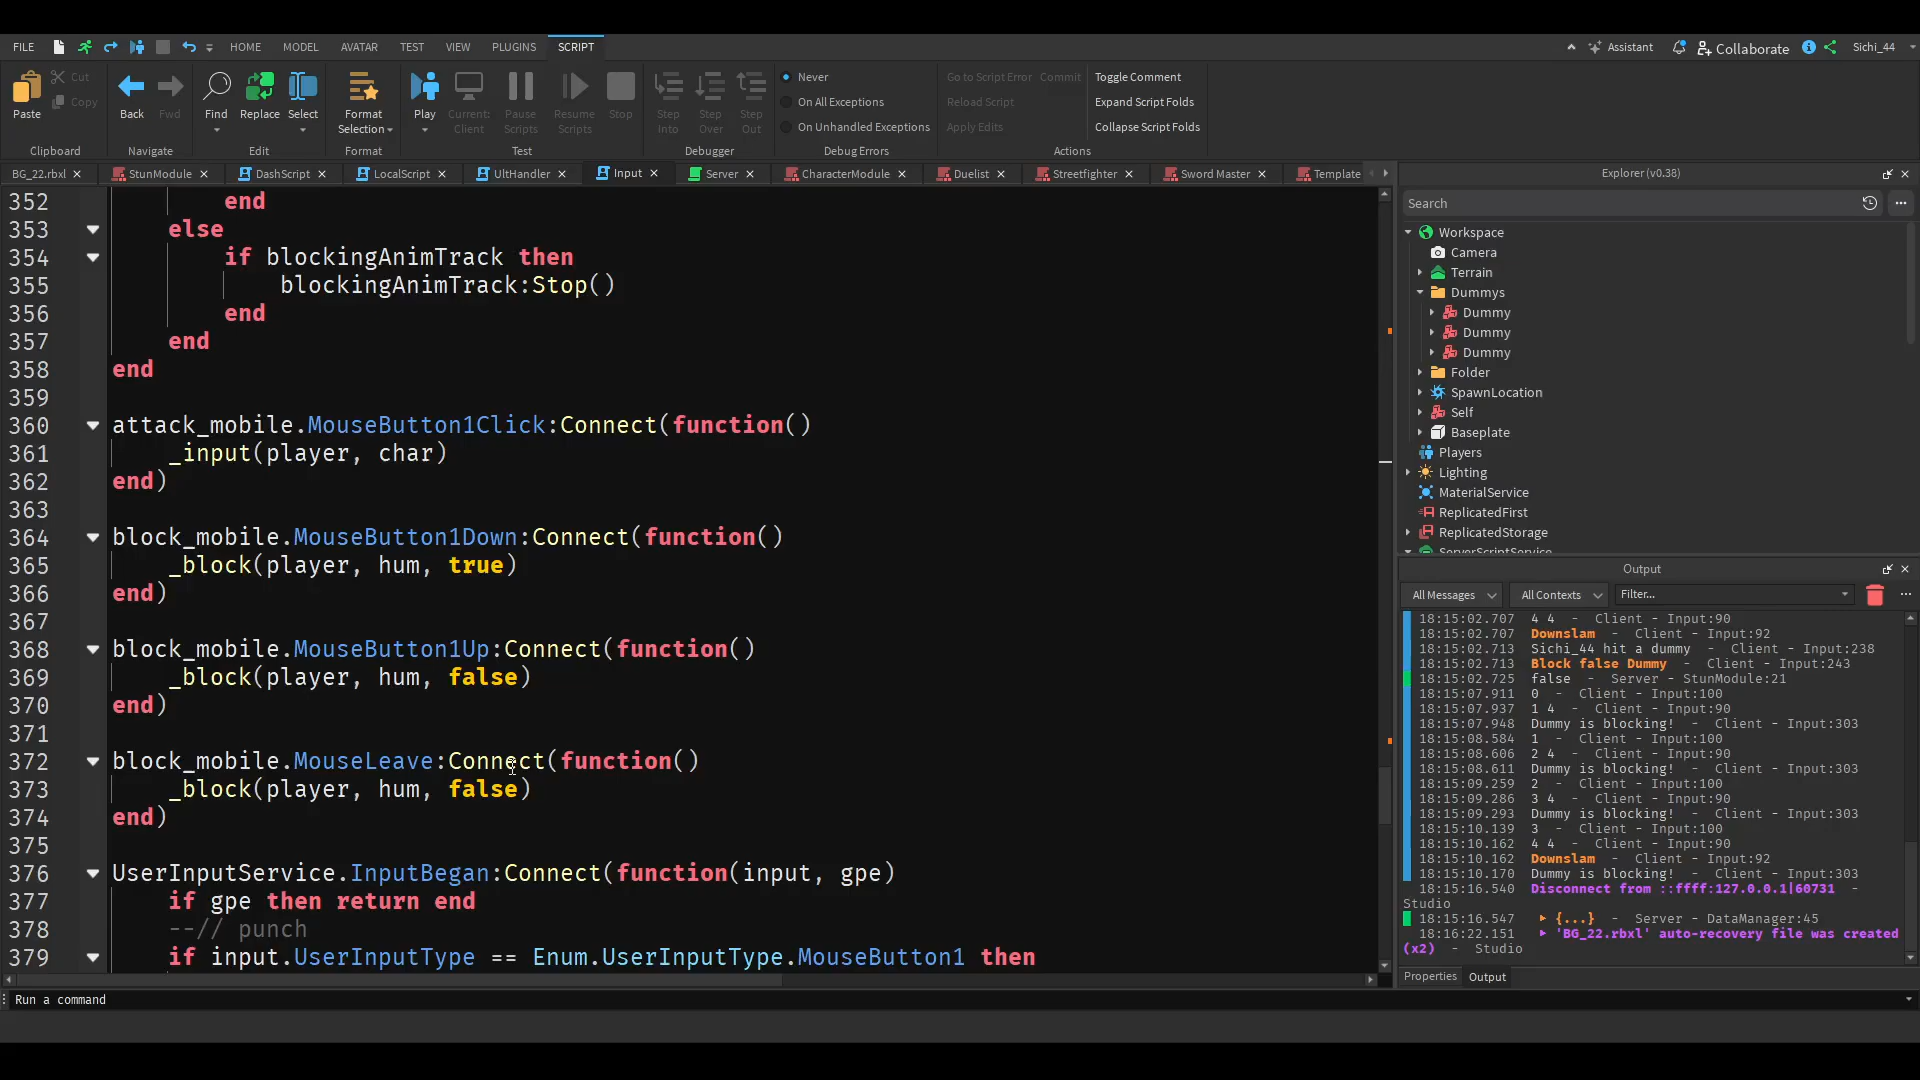 FILE HOME MODEL AVATAR TEST VIEW PLUGINS SCRIPT Assistant Collaborate Sichi_44
Paste Cut Copy Back Fwd Find Replace Select Format Selection Play Current: Client Pause Scripts Resume Scripts Stop Step Into Step Over Step Out
Never
On All Exceptions
On Unhandled Exceptions
Go to Script Error Commit
Reload Script
Apply Edits
Toggle Comment
Expand Script Folds
Collapse Script Folds
Clipboard Navigate Edit Format Test Debugger Debug Errors Actions
BG_22.rbxl StunModule DashScript LocalScript UltHandler Input Server CharacterModule Duelist Streetfighter Sword Master Template
352 end
353 else
354 if blockingAnimTrack then
355 blockingAnimTrack:Stop()
356 end
357 end
358 end
359
360 attack_mobile.MouseButton1Click:Connect(function()
361 _input(player, char)
362 end)
363
364 block_mobile.MouseButton1Down:Connect(function()
365 _block(player, hum, true)
366 end)
367
368 block_mobile.MouseButton1Up:Connect(function()
369 _block(player, hum, false)
370 end)
371
372 block_mobile.MouseLeave:Connect(function()
373 _block(player, hum, false)
374 end)
375
376 UserInputService.InputBegan:Connect(function(input, gpe)
377 if gpe then return end
378 --// punch
379 if input.UserInputType == Enum.UserInputType.MouseButton1 then
Run a command
Explorer (v0.38)
Search
Workspace
Camera
Terrain
Dummys
Dummy
Dummy
Dummy
Folder
SpawnLocation
Self
Baseplate
Players
Lighting
MaterialService
ReplicatedFirst
ReplicatedStorage
ServerScriptService
Output
All Messages All Contexts Filter...
18:15:02.707 4 4 - Client - Input:90
18:15:02.707 Downslam - Client - Input:92
18:15:02.713 Sichi_44 hit a dummy - Client - Input:238
18:15:02.713 Block false Dummy - Client - Input:243
18:15:02.725 false - Server - StunModule:21
18:15:07.911 0 - Client - Input:100
18:15:07.937 1 4 - Client - Input:90
18:15:07.948 Dummy is blocking! - Client - Input:303
18:15:08.584 1 - Client - Input:100
18:15:08.606 2 4 - Client - Input:90
18:15:08.611 Dummy is blocking! - Client - Input:303
18:15:09.259 2 - Client - Input:100
18:15:09.286 3 4 - Client - Input:90
18:15:09.293 Dummy is blocking! - Client - Input:303
18:15:10.139 3 - Client - Input:100
18:15:10.162 4 4 - Client - Input:90
18:15:10.162 Downslam - Client - Input:92
18:15:10.170 Dummy is blocking! - Client - Input:303
18:15:16.540 Disconnect from ::ffff:127.0.0.1|60731 -
Studio
18:15:16.547 {...} - Server - DataManager:45
18:16:22.151 'BG_22.rbxl' auto-recovery file was created
(x2) - Studio
Properties Output